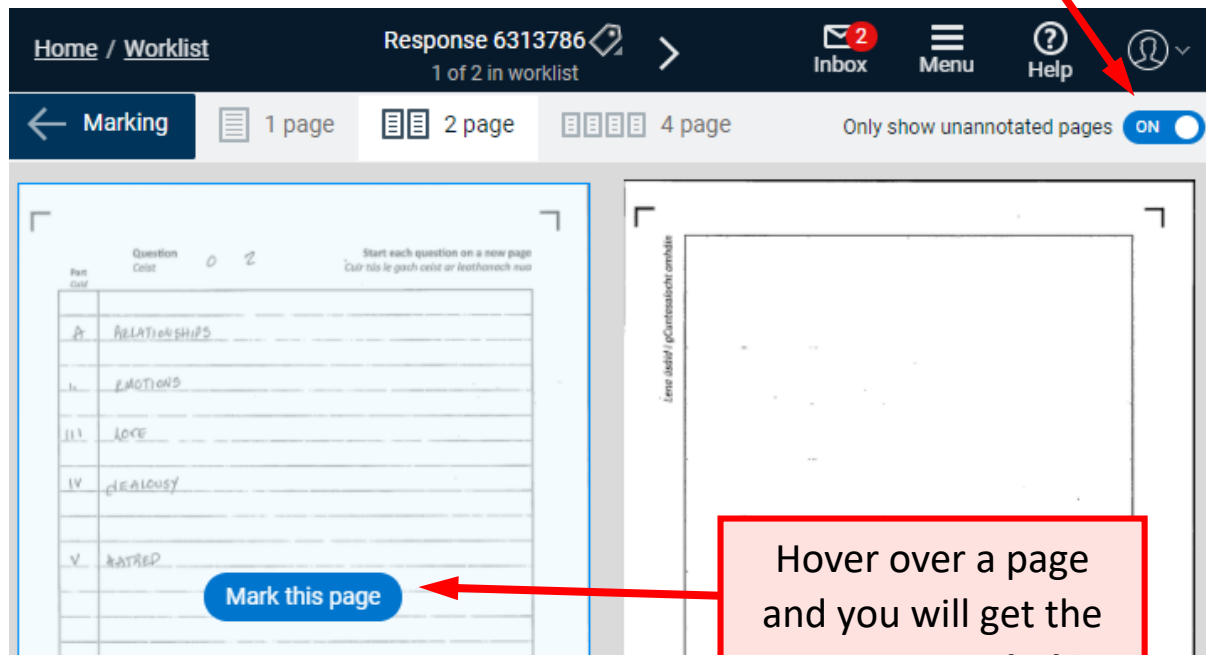 Home / Worklist
Response 6313786
1 of 2 in worklist
2
Inbox
Menu
Help
Marking
1 page
2 page
4 page
Only show unannotated pages ON
Question 0 2
Ceist
Start each question on a new page
Cuir tús le gach ceist ar leathanach nua
Part
Cuid
A RELATIONSHIPS
EMOTIONS
III LOVE
IV JEALOUSY
V HATRED
Mark this page
Lena úsáid i gCuntasaíocht amháin
Hover over a page
and you will get the